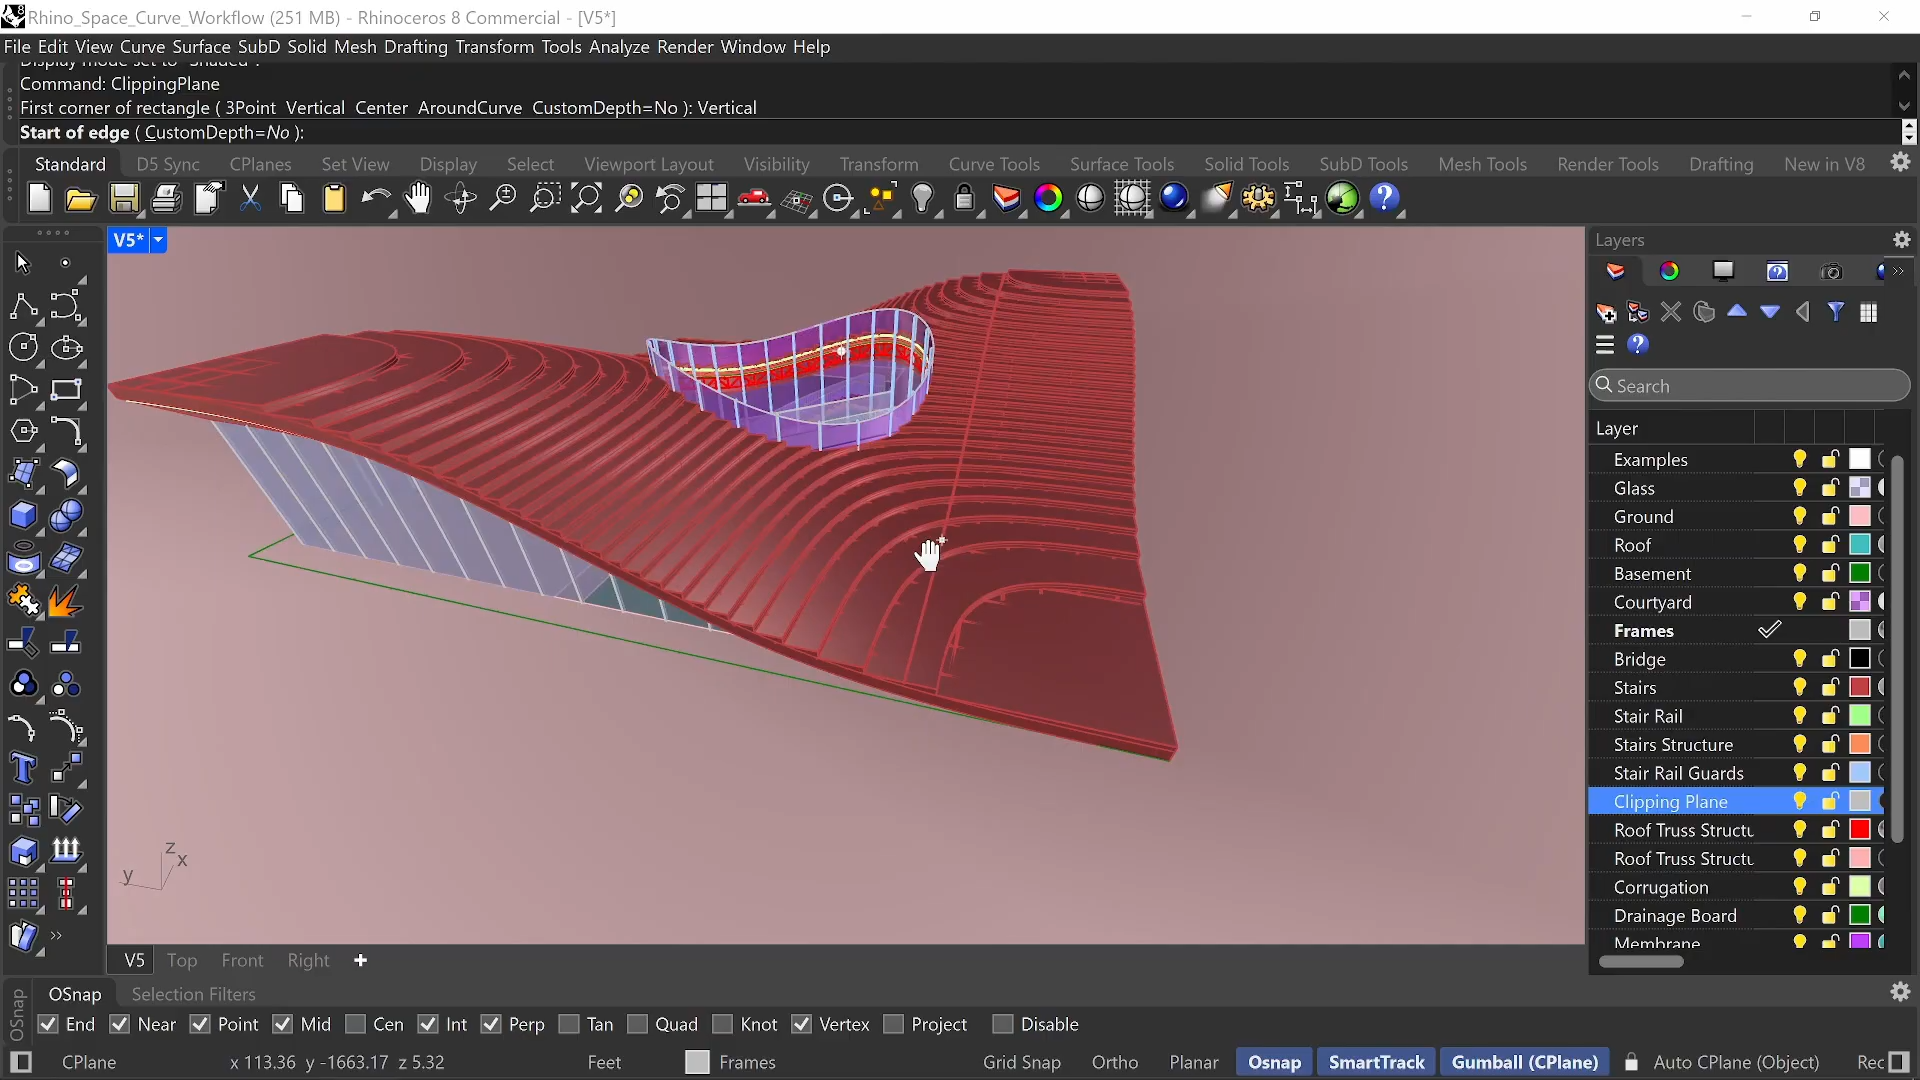 Rhino_Space_Curve_Workflow (251 MB) - Rhinoceros 8 Commercial - [V5*]
File Edit View Curve Surface SubD Solid Mesh Drafting Transform Tools Analyze Render Window Help
Display mode set to "Shaded".
Command: ClippingPlane
First corner of rectangle ( 3Point Vertical Center AroundCurve CustomDepth=No ): Vertical
Start of edge ( CustomDepth=No ):
Standard D5 Sync CPlanes Set View Display Select Viewport Layout Visibility Transform Curve Tools Surface Tools Solid Tools SubD Tools Mesh Tools Render Tools Drafting New in V8
V5*
Layers
Search
Layer
Examples
Glass
Ground
Roof
Basement
Courtyard
Frames
Bridge
Stairs
Stair Rail
Stairs Structure
Stair Rail Guards
Clipping Plane
Roof Truss Structu
Roof Truss Structu
Corrugation
Drainage Board
Membrane
z
x
y
V5 Top Front Right
OSnap Selection Filters
OSnap
End Near Point Mid Cen Int Perp Tan Quad Knot Vertex Project Disable
CPlane x 113.36 y -1663.17 z 5.32 Feet Frames Grid Snap Ortho Planar Osnap SmartTrack Gumball (CPlane) Auto CPlane (Object) Rec